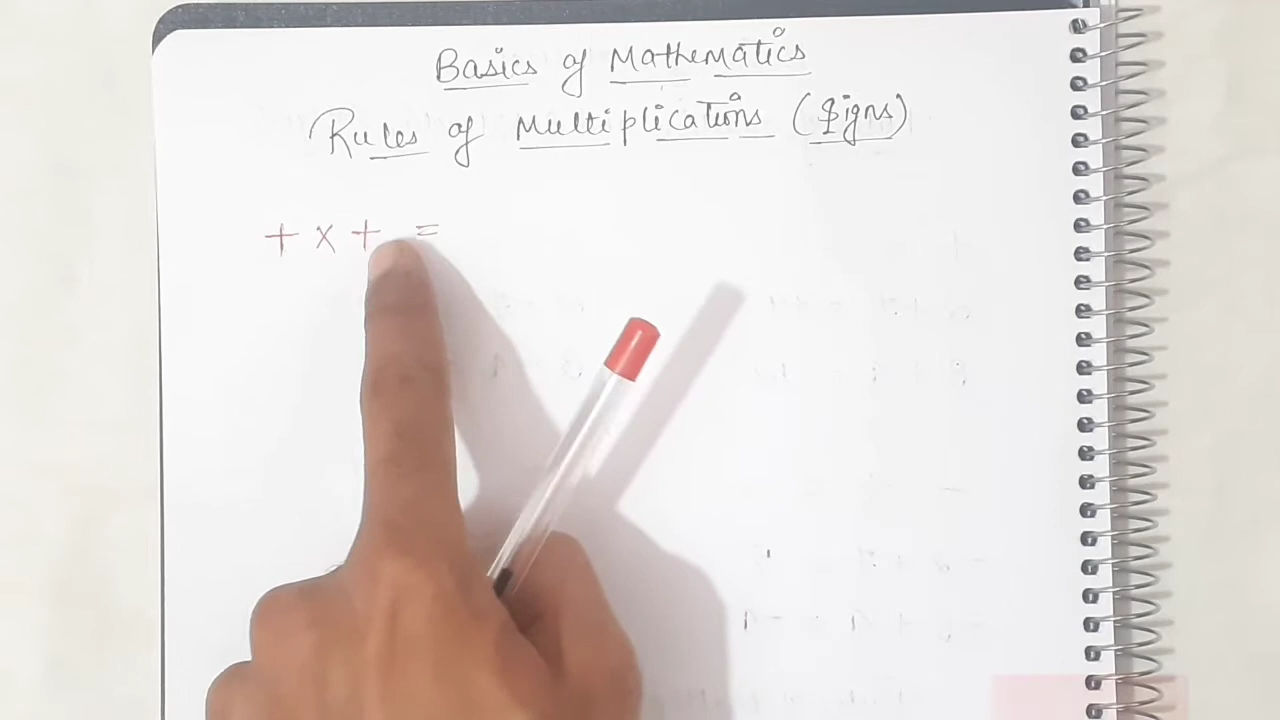 Basics of Mathematics
Rules of Multiplications (Signs)
+ x + =